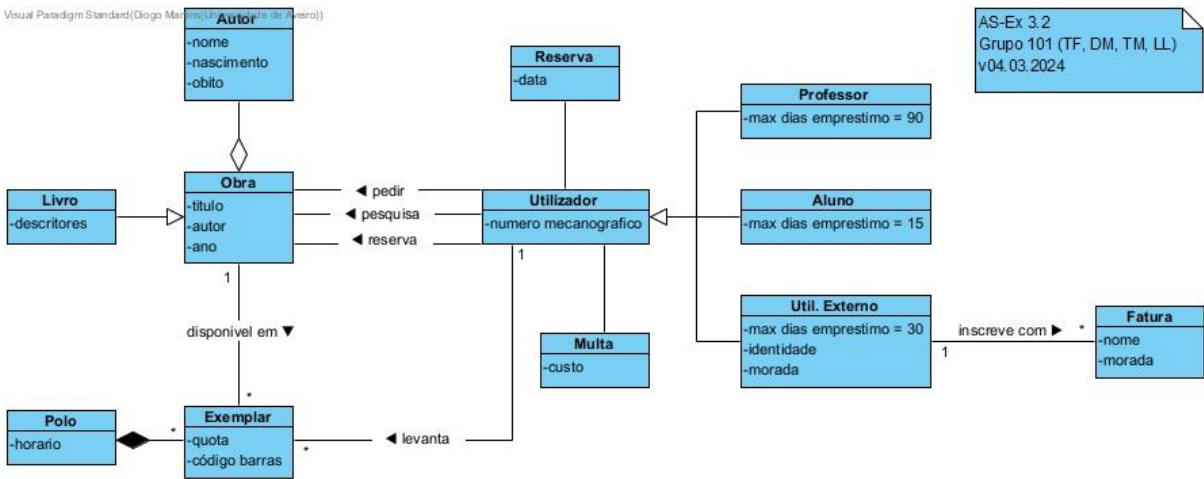 Visual Paradigm Standard(Diogo Martins(Universidade de Aveiro))
Autor
-nome
-nascimento
-obito
Reserva
-data
AS-Ex 3.2
Grupo 101 (TF, DM, TM, LL)
v04.03.2024
Professor
-max dias emprestimo = 90
Livro
-descritores
Obra
-titulo
-autor
-ano
◀ pedir
◀ pesquisa
◀ reserva
Utilizador
-numero mecanografico
Aluno
-max dias emprestimo = 15
1
1
disponivel em ▼
Multa
-custo
Util. Externo
-max dias emprestimo = 30
-identidade
-morada
inscreve com ▶
1
*
Fatura
-nome
-morada
Polo
-horario
*
*
Exemplar
-quota
-código barras
*
◀ levanta